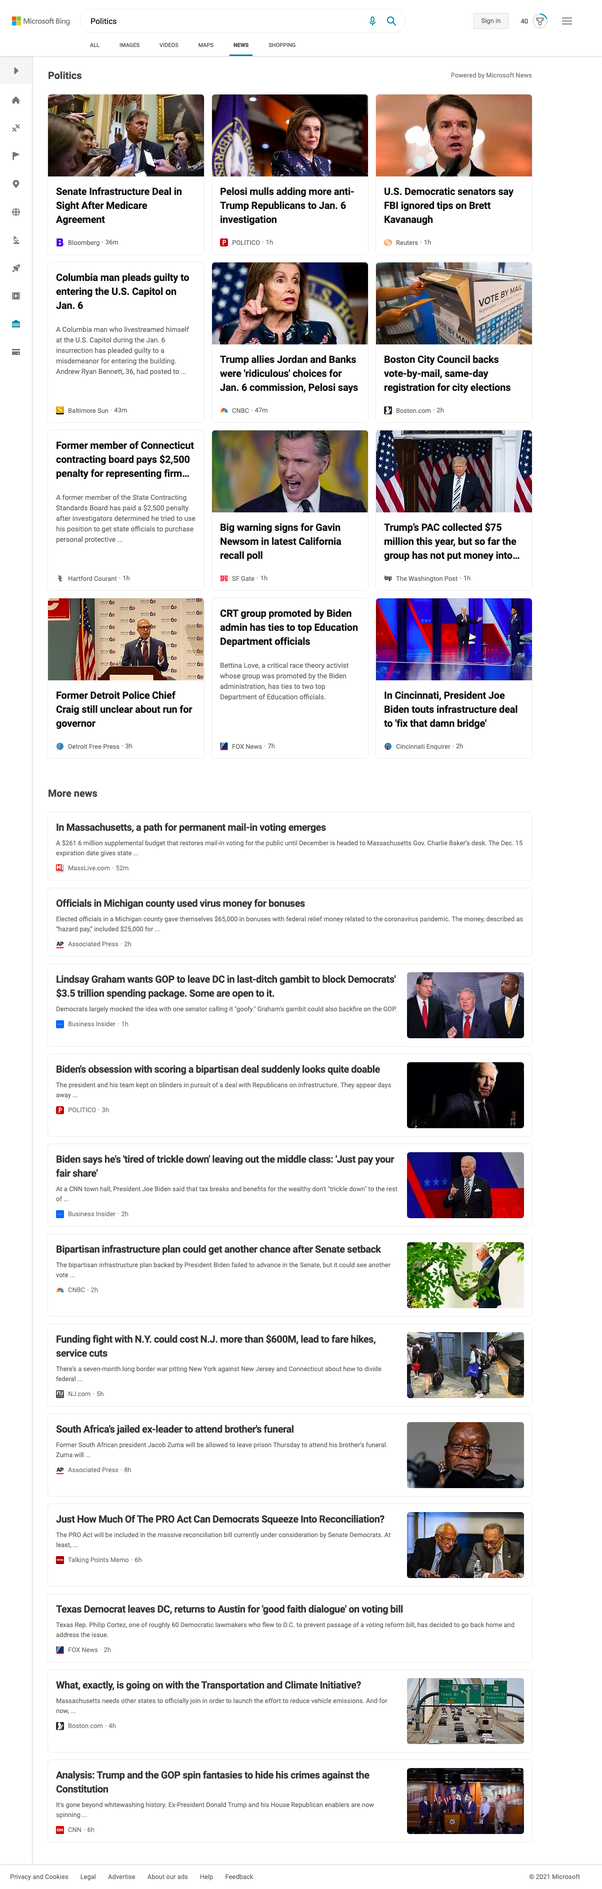 Microsoft Bing
Politics
Sign in
40
ALL
IMAGES
VIDEOS
MAPS
NEWS
SHOPPING
Politics
Powered by Microsoft News
Senate Infrastructure Deal in
Sight After Medicare
Agreement
Bloomberg · 36m
Pelosi mulls adding more anti-
Trump Republicans to Jan. 6
investigation
POLITICO · 1h
U.S. Democratic senators say
FBI ignored tips on Brett
Kavanaugh
Reuters · 1h
Columbia man pleads guilty to
entering the U.S. Capitol on
Jan. 6
A Columbia man who livestreamed himself
at the U.S. Capitol during the Jan. 6
insurrection has pleaded guilty to a
misdemeanor for entering the building.
Andrew Ryan Bennett, 36, had posted to ...
Baltimore Sun · 43m
Trump allies Jordan and Banks
were 'ridiculous' choices for
Jan. 6 commission, Pelosi says
CNBC · 47m
VOTE BY MAIL
Boston City Council backs
vote-by-mail, same-day
registration for city elections
Boston.com · 2h
Former member of Connecticut
contracting board pays $2,500
penalty for representing firm...
A former member of the State Contracting
Standards Board has paid a $2,500 penalty
after investigators determined he tried to use
his position to get state officials to purchase
personal protective ...
Hartford Courant · 1h
Big warning signs for Gavin
Newsom in latest California
recall poll
SF Gate · 1h
Trump's PAC collected $75
million this year, but so far the
group has not put money into...
The Washington Post · 1h
Former Detroit Police Chief
Craig still unclear about run for
governor
Detroit Free Press · 3h
CRT group promoted by Biden
admin has ties to top Education
Department officials
Bettina Love, a critical race theory activist
whose group was promoted by the Biden
administration, has ties to two top
Department of Education officials.
FOX News · 7h
In Cincinnati, President Joe
Biden touts infrastructure deal
to 'fix that damn bridge'
Cincinnati Enquirer · 2h
More news
In Massachusetts, a path for permanent mail-in voting emerges
A $261.6 million supplemental budget that restores mail-in voting for the public until December is headed to Massachusetts Gov. Charlie Baker's desk. The Dec. 15
expiration date gives state ...
MassLive.com · 52m
Officials in Michigan county used virus money for bonuses
Elected officials in a Michigan county gave themselves $65,000 in bonuses with federal relief money related to the coronavirus pandemic. The money, described as
"hazard pay," included $25,000 for ...
AP Associated Press · 2h
Lindsay Graham wants GOP to leave DC in last-ditch gambit to block Democrats'
$3.5 trillion spending package. Some are open to it.
Democrats largely mocked the idea with one senator calling it "goofy." Graham's gambit could also backfire on the GOP.
Business Insider · 1h
Biden's obsession with scoring a bipartisan deal suddenly looks quite doable
The president and his team kept on blinders in pursuit of a deal with Republicans on infrastructure. They appear days
away ...
POLITICO · 3h
Biden says he's 'tired of trickle down' leaving out the middle class: 'Just pay your
fair share'
At a CNN town hall, President Joe Biden said that tax breaks and benefits for the wealthy don't "trickle down" to the rest
of ...
Business Insider · 2h
Bipartisan infrastructure plan could get another chance after Senate setback
The bipartisan infrastructure plan backed by President Biden failed to advance in the Senate, but it could see another
vote ...
CNBC · 2h
Funding fight with N.Y. could cost N.J. more than $600M, lead to fare hikes,
service cuts
There's a seven-month long border war pitting New York against New Jersey and Connecticut about how to divide
federal ...
NJ.com · 5h
South Africa's jailed ex-leader to attend brother's funeral
Former South African president Jacob Zuma will be allowed to leave prison Thursday to attend his brother's funeral.
Zuma will ...
AP Associated Press · 8h
Just How Much Of The PRO Act Can Democrats Squeeze Into Reconciliation?
The PRO Act will be included in the massive reconciliation bill currently under consideration by Senate Democrats. At
least, ...
Talking Points Memo · 6h
Texas Democrat leaves DC, returns to Austin for 'good faith dialogue' on voting bill
Texas Rep. Philip Cortez, one of roughly 60 Democratic lawmakers who flew to D.C. to prevent passage of a voting reform bill, has decided to go back home and
address the issue.
FOX News · 2h
What, exactly, is going on with the Transportation and Climate Initiative?
Massachusetts needs other states to officially join in order to launch the effort to reduce vehicle emissions. And for
now, ...
Boston.com · 4h
Analysis: Trump and the GOP spin fantasies to hide his crimes against the
Constitution
It's gone beyond whitewashing history. Ex-President Donald Trump and his House Republican enablers are now
spinning ...
CNN · 6h
Privacy and Cookies
Legal
Advertise
About our ads
Help
Feedback
© 2021 Microsoft